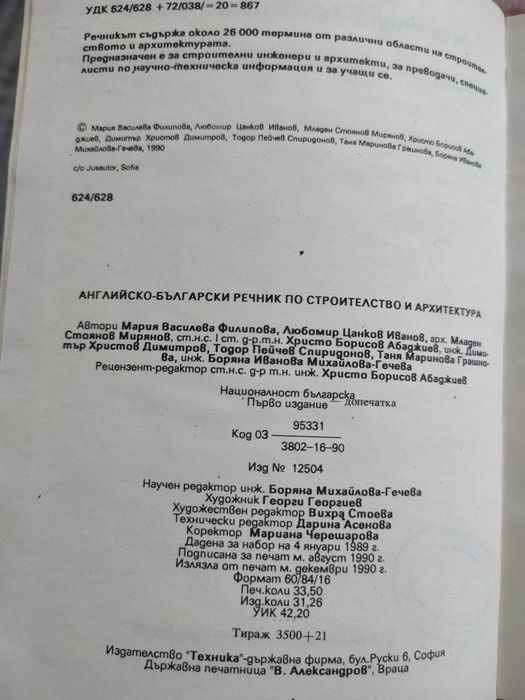 УДК 624/628 + 72/038/=20=867
Речникът съдържа около 26 000 термина от различни области на строител-
ството и архитектурата.
Предназначен е за строителни инженери и архитекти, за преводачи, специа-
листи по научно-техническа информация и за учащи се.
© Мария Василева Филипова, Любомир Цанков Иванов, Младен Стоянов Мирянов, Христо Борисов Аба-
джиев, Димитър Христов Димитров, Тодор Пейчев Спиридонов, Таня Маринова Грашнова, Боряна Иванова
Михайлова-Гечева, 1990
c/o Jusautor, Sofia
624/628
АНГЛИЙСКО-БЪЛГАРСКИ РЕЧНИК ПО СТРОИТЕЛСТВО И АРХИТЕКТУРА
Автори Мария Василева Филипова, Любомир Цанков Иванов, арх. Младен
Стоянов Мирянов, ст.н.с. I ст. д-р.т.н. Христо Борисов Абаджиев, инж. Дими-
тър Христов Димитров, Тодор Пейчев Спиридонов, Таня Маринова Грашно-
ва, инж. Боряна Иванова Михайлова-Гечева
Рецензент-редактор ст.н.с. д-р т.н. инж. Христо Борисов Абаджиев
Националност българска
Първо издание — допечатка
95331
Код 03
3802-16-90
Изд № 12504
Научен редактор инж. Боряна Михайлова-Гечева
Художник Георги Георгиев
Художествен редактор Вихра Стоева
Технически редактор Дарина Асенова
Коректор Мариана Черешарова
Дадена за набор на 4 януари 1989 г.
Подписана за печат м. август 1990 г.
Излязла от печат м. декември 1990 г.
Формат 60/84/16
Печ.коли 33,50
Изд.коли 31,26
УИК 42,20
Тираж 3500+21
Издателство "Техника"-държавна фирма, бул.Руски 6, София
Държавна печатница "В. Александров", Враца